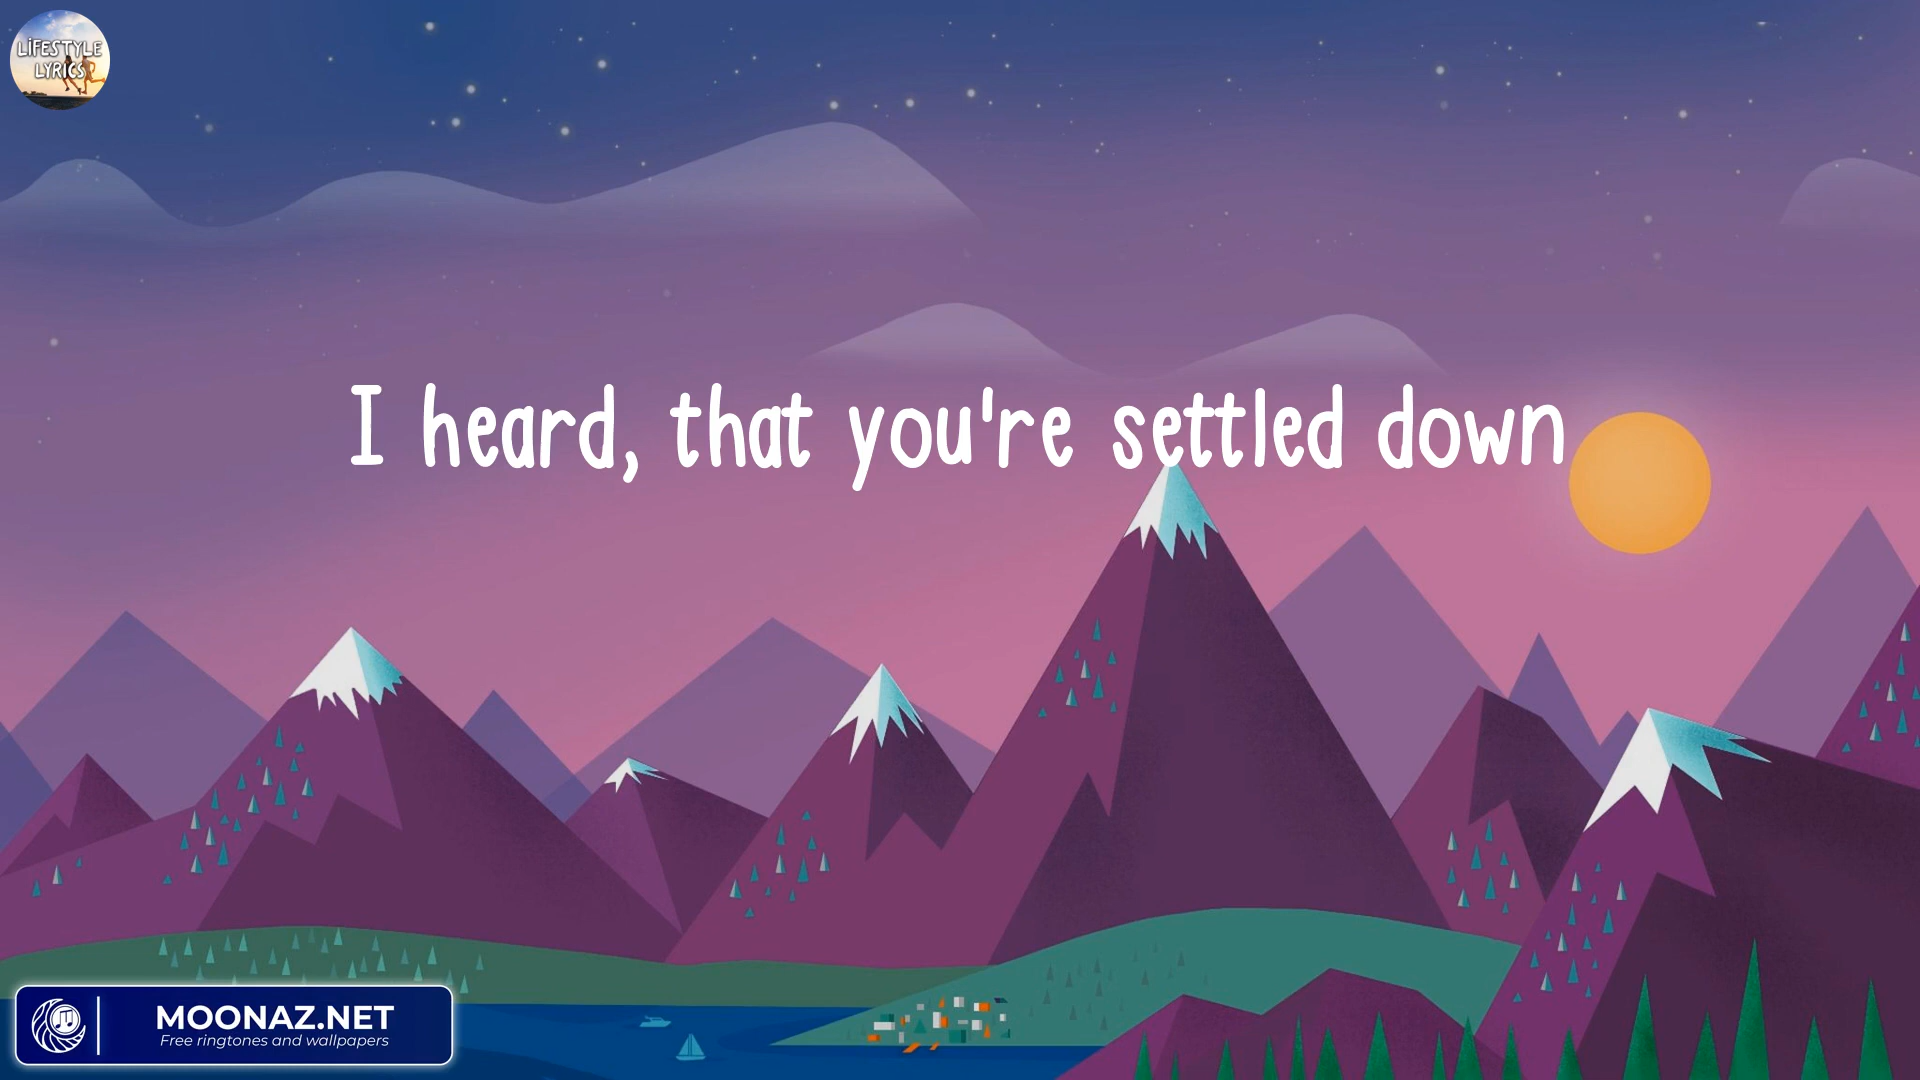 LiFESTYLE
LYRICS
I heard, that you're settled down
MOONAZ.NET
Free ringtones and wallpapers